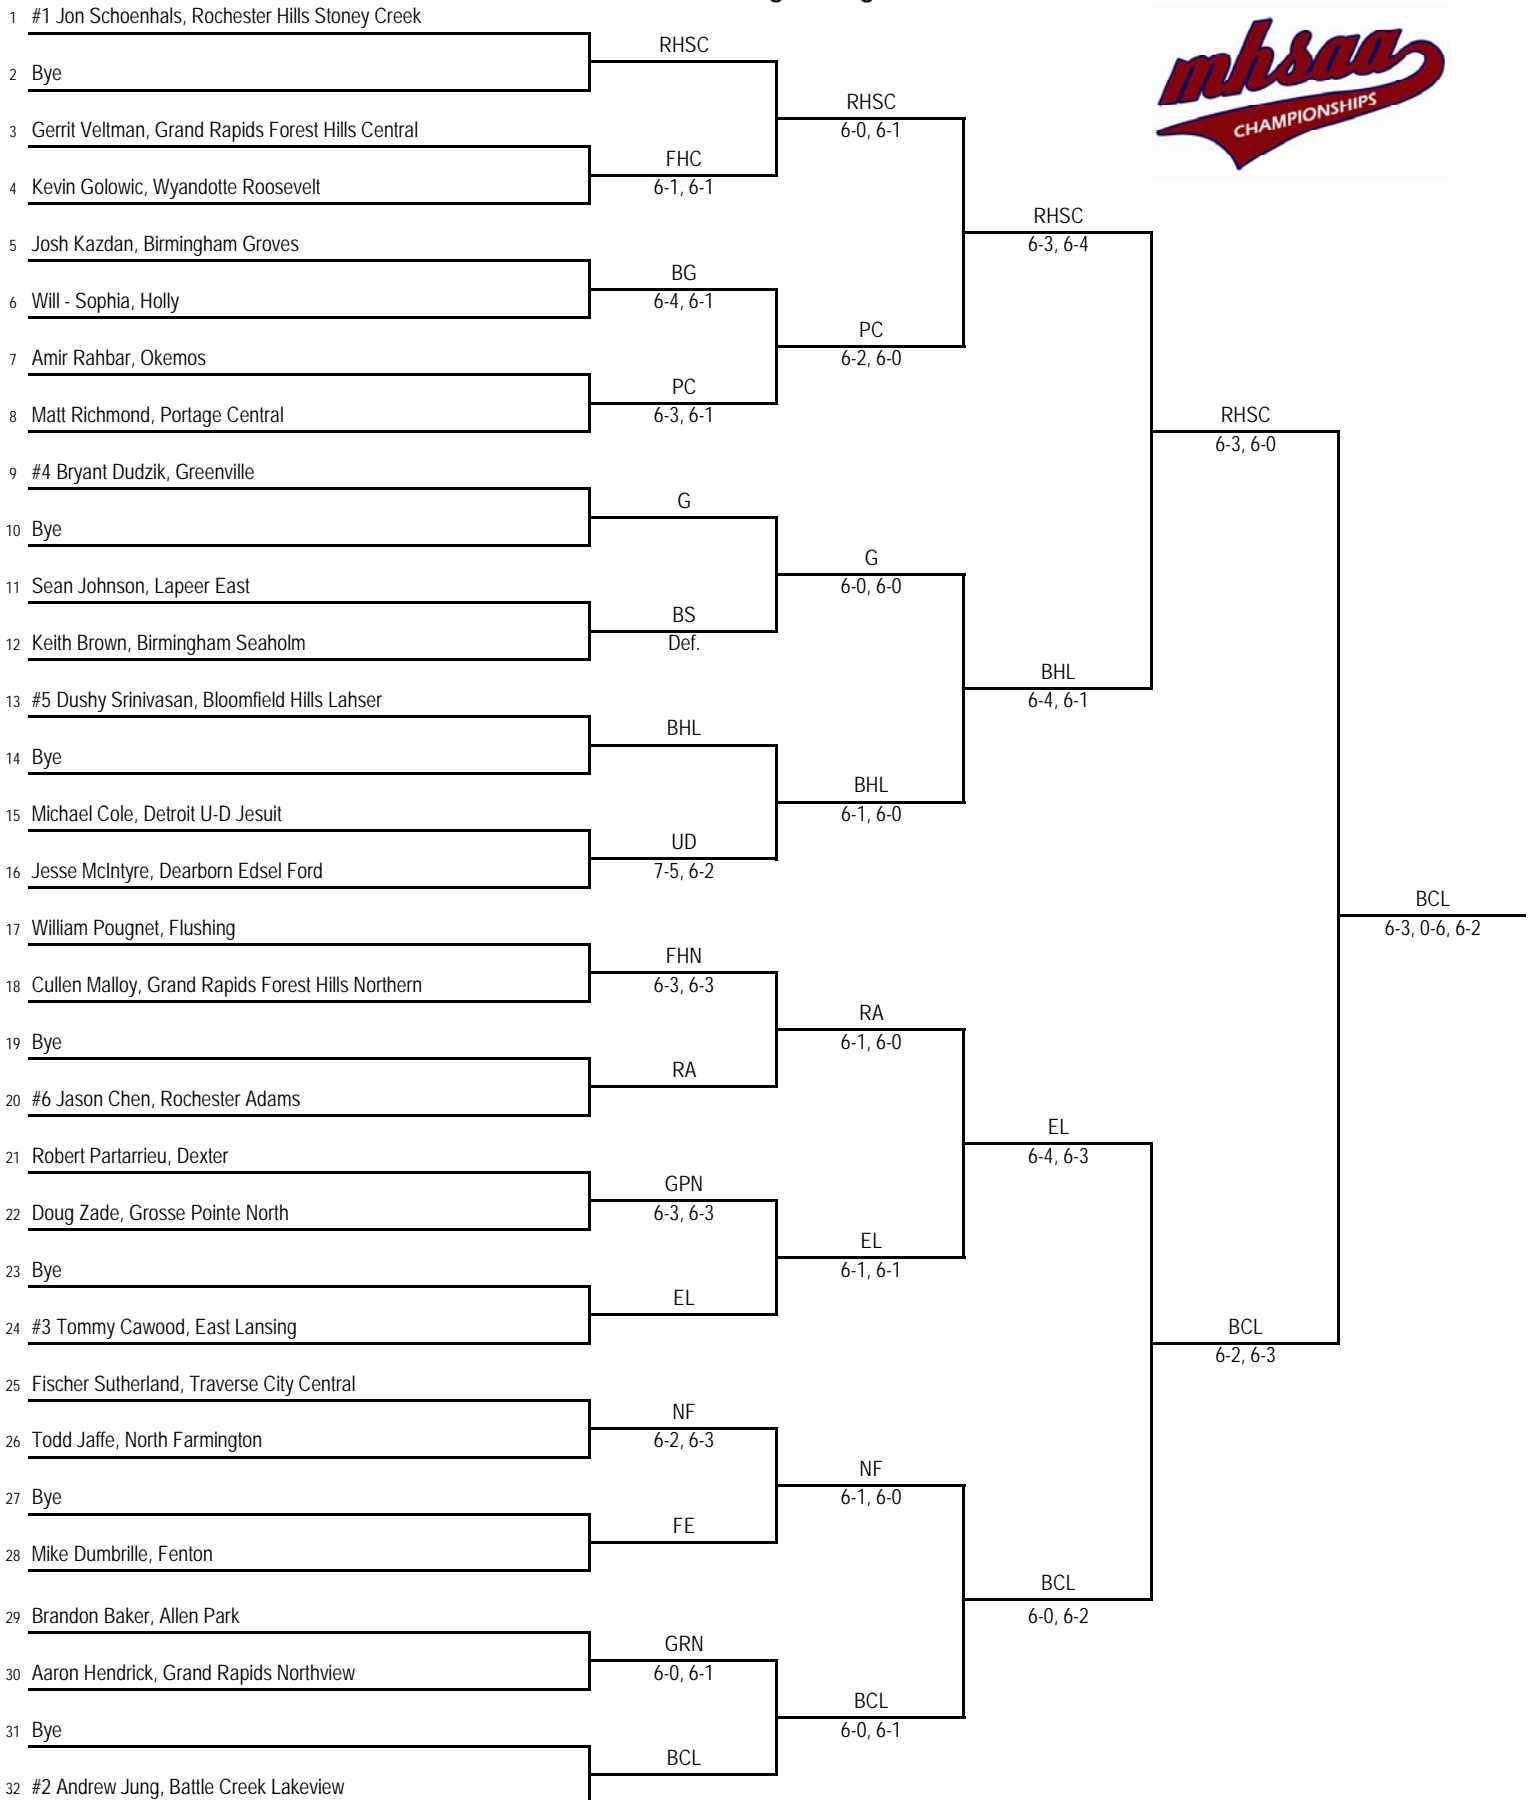 mhsaa
CHAMPIONSHIPS
1 #1 Jon Schoenhals, Rochester Hills Stoney Creek
RHSC
2 Bye
RHSC
6-0, 6-1
3 Gerrit Veltman, Grand Rapids Forest Hills Central
FHC
6-1, 6-1
4 Kevin Golowic, Wyandotte Roosevelt
RHSC
6-3, 6-4
5 Josh Kazdan, Birmingham Groves
BG
6-4, 6-1
6 Will - Sophia, Holly
PC
6-2, 6-0
7 Amir Rahbar, Okemos
PC
6-3, 6-1
8 Matt Richmond, Portage Central
RHSC
6-3, 6-0
9 #4 Bryant Dudzik, Greenville
G
10 Bye
G
6-0, 6-0
11 Sean Johnson, Lapeer East
BS
Def.
12 Keith Brown, Birmingham Seaholm
BHL
6-4, 6-1
13 #5 Dushy Srinivasan, Bloomfield Hills Lahser
BHL
14 Bye
BHL
6-1, 6-0
15 Michael Cole, Detroit U-D Jesuit
UD
7-5, 6-2
16 Jesse McIntyre, Dearborn Edsel Ford
BCL
6-3, 0-6, 6-2
17 William Pougnet, Flushing
FHN
6-3, 6-3
18 Cullen Malloy, Grand Rapids Forest Hills Northern
RA
6-1, 6-0
19 Bye
RA
20 #6 Jason Chen, Rochester Adams
EL
6-4, 6-3
21 Robert Partarrieu, Dexter
GPN
6-3, 6-3
22 Doug Zade, Grosse Pointe North
EL
6-1, 6-1
23 Bye
EL
24 #3 Tommy Cawood, East Lansing
BCL
6-2, 6-3
25 Fischer Sutherland, Traverse City Central
NF
6-2, 6-3
26 Todd Jaffe, North Farmington
NF
6-1, 6-0
27 Bye
FE
28 Mike Dumbrille, Fenton
BCL
6-0, 6-2
29 Brandon Baker, Allen Park
GRN
6-0, 6-1
30 Aaron Hendrick, Grand Rapids Northview
BCL
6-0, 6-1
31 Bye
BCL
32 #2 Andrew Jung, Battle Creek Lakeview